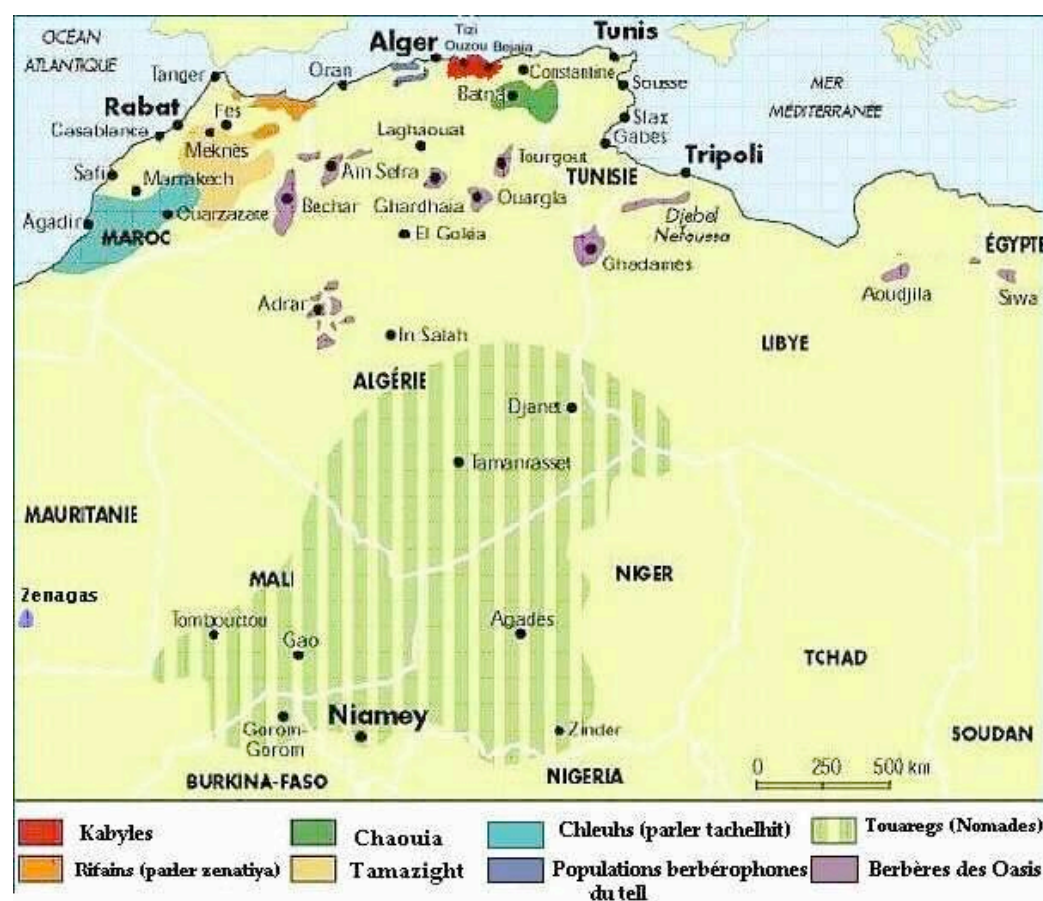 OCEAN
ATLANTIQUE
Tanger
Rabat
Casablanca
Fes
Meknès
Safi
Marrakech
Agadir
Ouarzazate
MAROC
Oran
Alger
Tizi
Ouzou
Bejaia
Constantine
Batna
Tunis
Sousse
Sfax
Gabes
MER
MÉDITERRANÉE
Laghaouat
Ain Sefra
Tourgout
TUNISIE
Tripoli
Bechar
Ghardhaia
Ouargla
El Goléa
Djebel
Nefoussa
Ghadamès
ÉGYPTE
Aoudjila
Siwa
Adrar
In Salah
LIBYE
ALGÉRIE
Djanet
Tamanrasset
MAURITANIE
Zenagas
MALI
NIGER
Tombouctou
Gao
Agadès
TCHAD
Gorom-
Gorom
Niamey
Zinder
SOUDAN
BURKINA-FASO
NIGERIA
0 250 500 km
Kabyles
Chaouia
Chleuhs (parler tachelhit)
Touaregs (Nomades)
Rifains (parler zenatiya)
Tamazight
Populations berbérophones
du tell
Berbères des Oasis